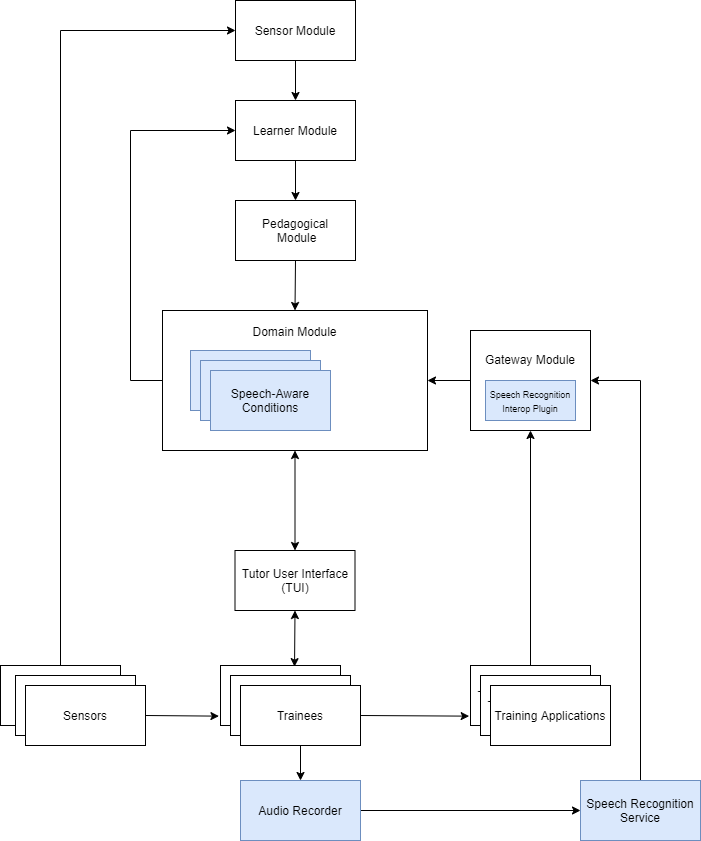 Sensor Module
Learner Module
Pedagogical
Module
Domain Module
Speech-Aware
Conditions
Gateway Module
Speech Recognition
Interop Plugin
Tutor User Interface
(TUI)
Sensors
Trainees
Training Applications
Audio Recorder
Speech Recognition
Service